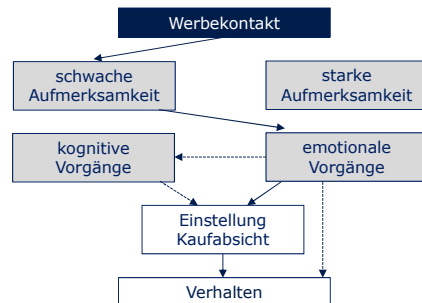 Werbekontakt
schwache
Aufmerksamkeit
starke
Aufmerksamkeit
kognitive
Vorgänge
emotionale
Vorgänge
Einstellung
Kaufabsicht
Verhalten